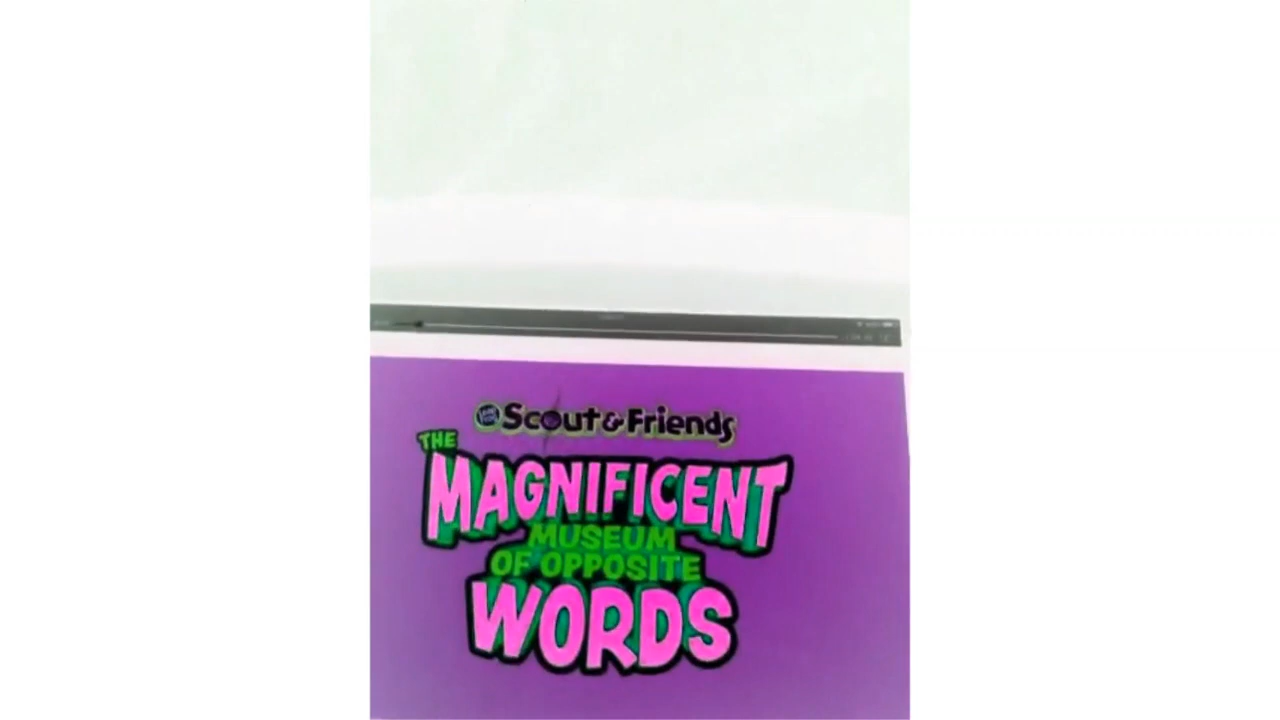 Scout & Friends
THE
MAGNIFICENT
MUSEUM
OF OPPOSITE
WORDS